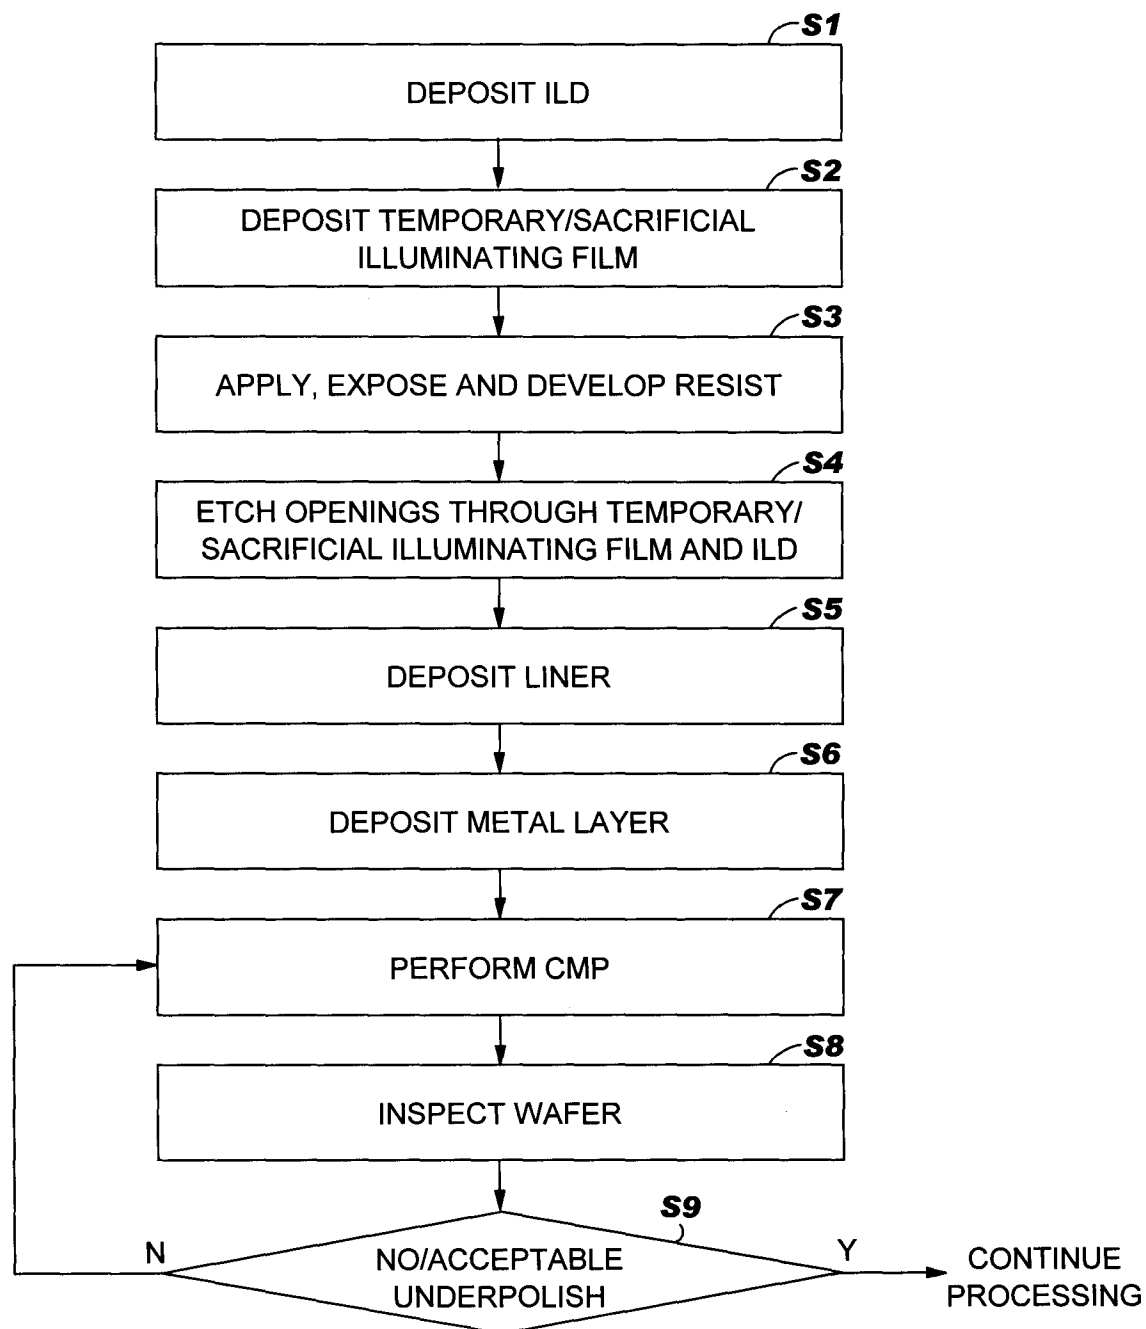 S1
DEPOSIT ILD
S2
DEPOSIT TEMPORARY/SACRIFICIAL
ILLUMINATING FILM
S3
APPLY, EXPOSE AND DEVELOP RESIST
S4
ETCH OPENINGS THROUGH TEMPORARY/
SACRIFICIAL ILLUMINATING FILM AND ILD
S5
DEPOSIT LINER
S6
DEPOSIT METAL LAYER
S7
PERFORM CMP
S8
INSPECT WAFER
S9
N
NO/ACCEPTABLE
UNDERPOLISH
Y
CONTINUE
PROCESSING